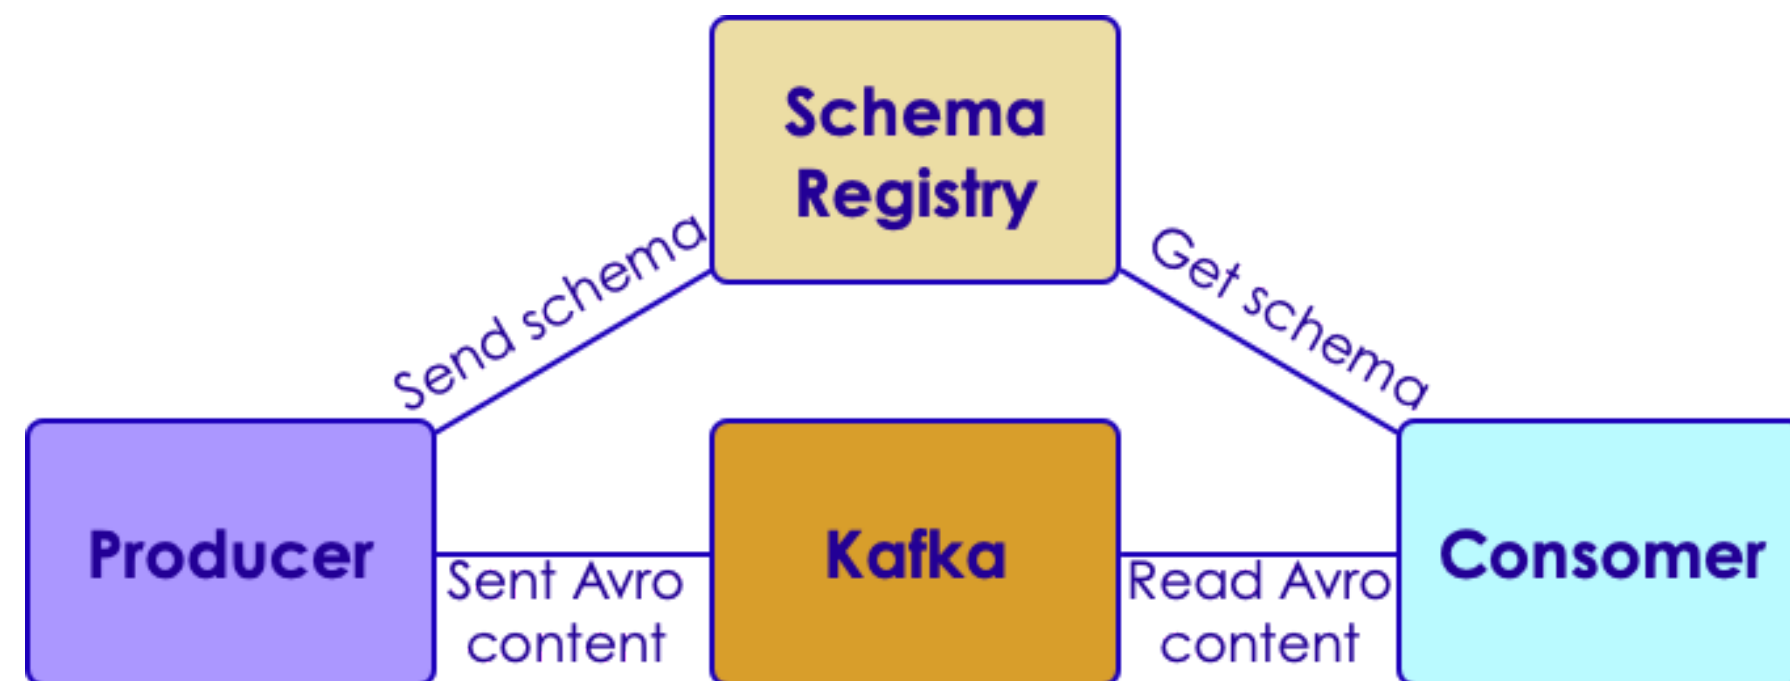 Schema
Registry
Send schema
Get schema
Producer
Sent Avro
content
Kafka
Read Avro
content
Consomer